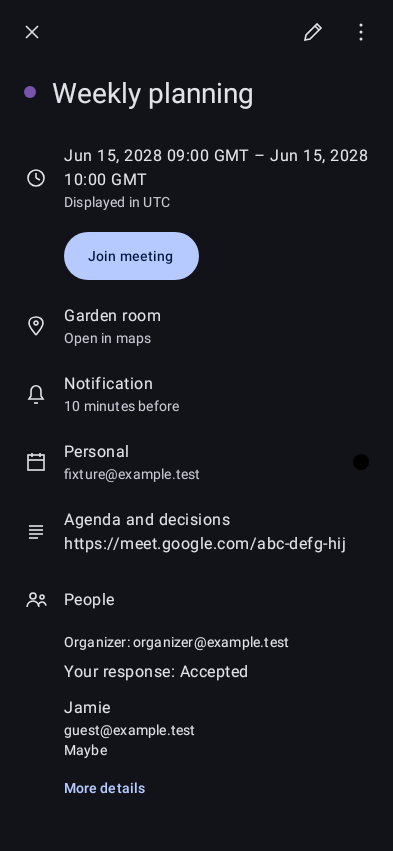 Weekly planning
Jun 15, 2028 09:00 GMT – Jun 15, 2028
10:00 GMT
Displayed in UTC
Join meeting
Garden room
Open in maps
Notification
10 minutes before
Personal
fixture@example.test
Agenda and decisions
https://meet.google.com/abc-defg-hij
People
Organizer: organizer@example.test
Your response: Accepted
Jamie
guest@example.test
Maybe
More details